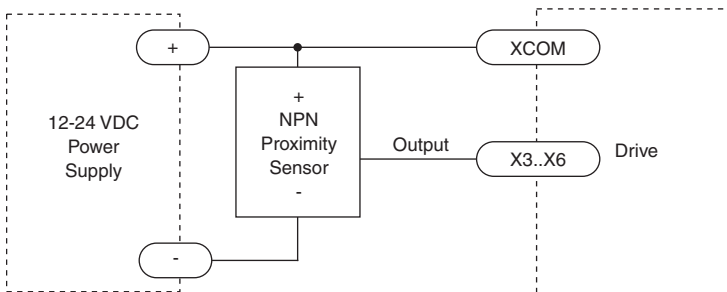 +
XCOM
12-24 VDC
Power
Supply
+
NPN
Proximity
Sensor
-
Output
X3..X6
Drive
-